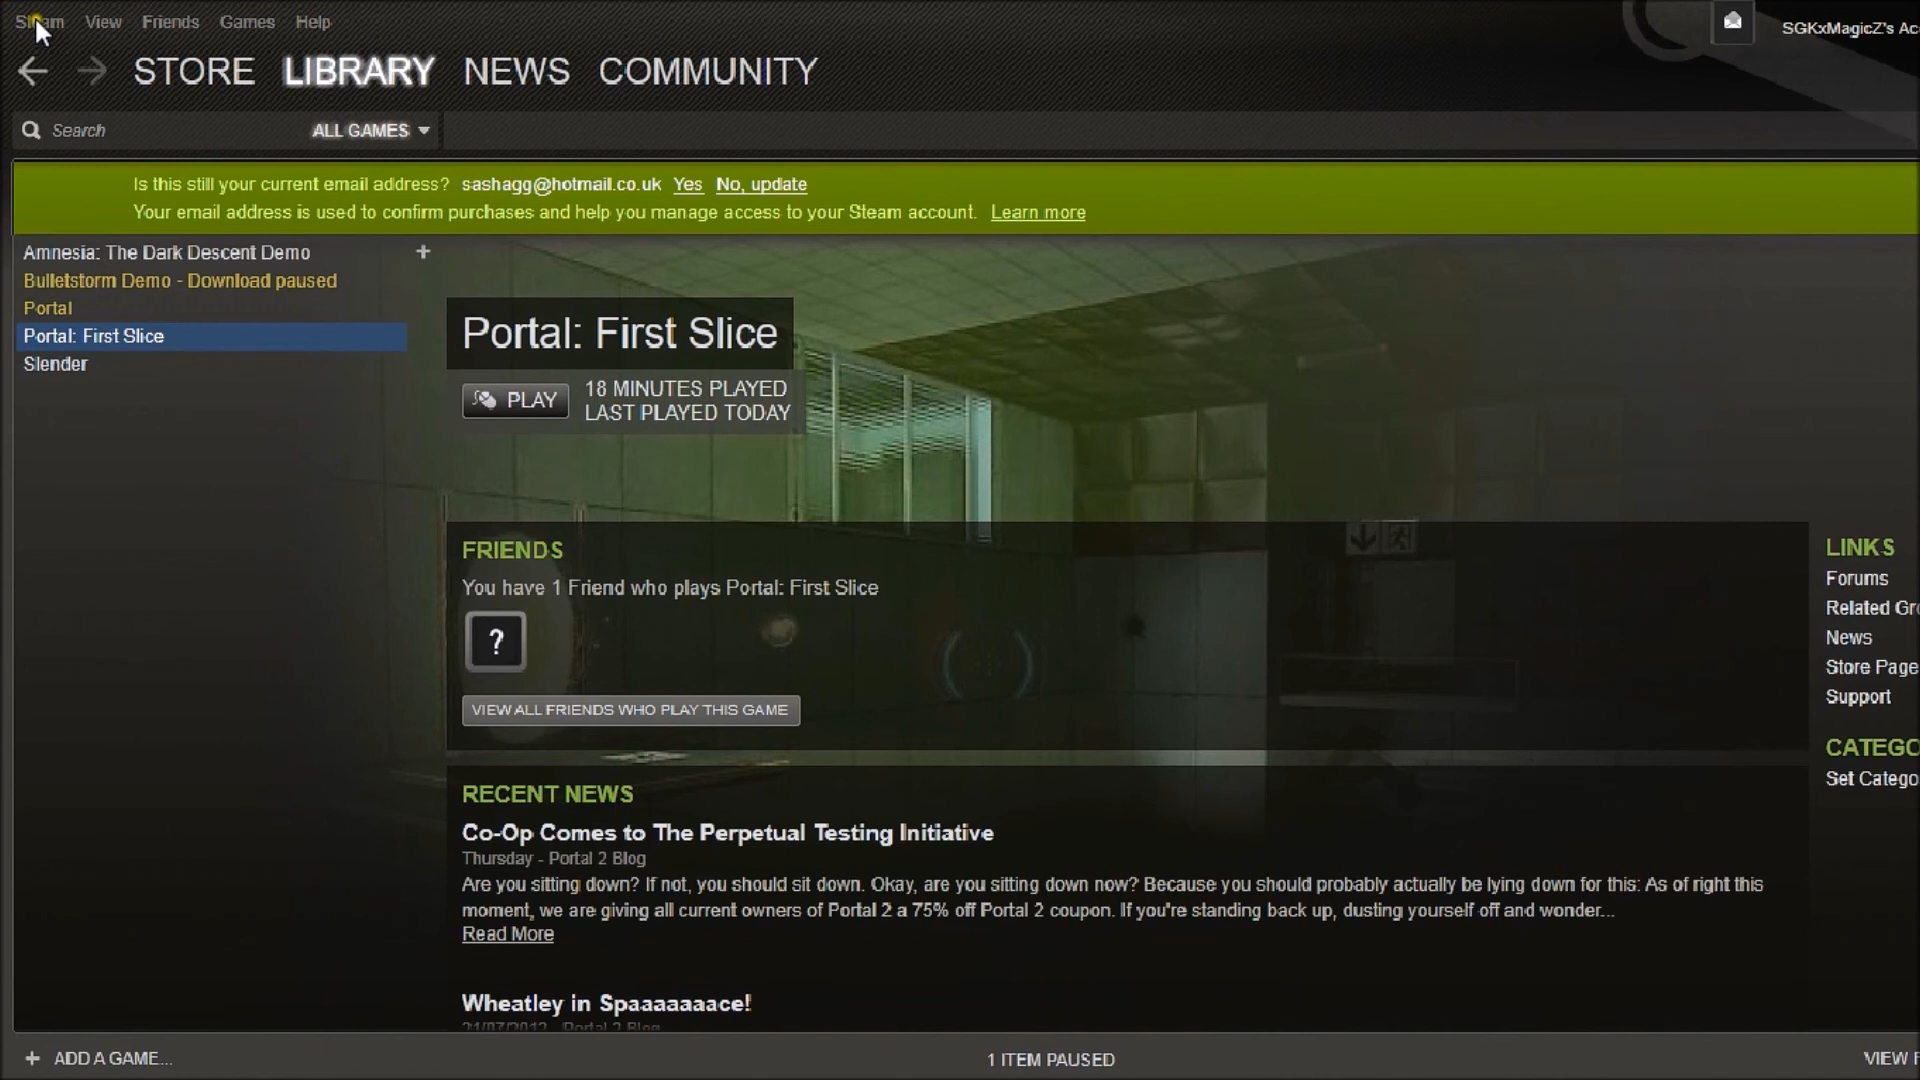 Steam View Friends Games Help
SGKxMagicZ's Acc
STORE LIBRARY NEWS COMMUNITY
Search ALL GAMES
Is this still your current email address? sashagg@hotmail.co.uk Yes No, update
Your email address is used to confirm purchases and help you manage access to your Steam account. Learn more
Amnesia: The Dark Descent Demo +
Bulletstorm Demo - Download paused
Portal
Portal: First Slice
Slender
Portal: First Slice
PLAY
18 MINUTES PLAYED
LAST PLAYED TODAY
FRIENDS
You have 1 Friend who plays Portal: First Slice
?
VIEW ALL FRIENDS WHO PLAY THIS GAME
LINKS
Forums
Related Gro
News
Store Page
Support
CATEGO
Set Catego
RECENT NEWS
Co-Op Comes to The Perpetual Testing Initiative
Thursday - Portal 2 Blog
Are you sitting down? If not, you should sit down. Okay, are you sitting down now? Because you should probably actually be lying down for this: As of right this
moment, we are giving all current owners of Portal 2 a 75% off Portal 2 coupon. If you're standing back up, dusting yourself off and wonder...
Read More
Wheatley in Spaaaaaaace!
21/07/2012 - Portal 2 Blog
+ ADD A GAME...
1 ITEM PAUSED
VIEW F